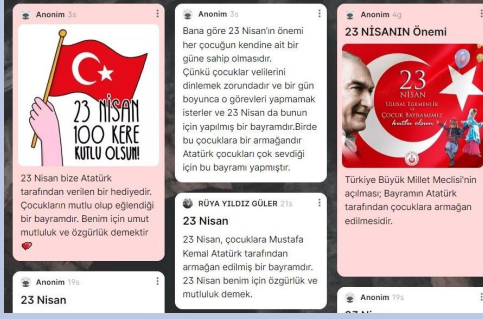 Anonim 3s
23 NİSAN
100 KERE
KUTLU OLSUN!
23 Nisan bize Atatürk
tarafından verilen bir hediyedir.
Çocukların mutlu olup eğlendiği
bir bayramdır. Benim için umut
mutluluk ve özgürlük demektir
Anonim 19s
23 Nisan
Anonim 3s
Bana göre 23 Nisan'ın önemi
her çocuğun kendine ait bir
güne sahip olmasıdır.
Çünkü çocuklar velilerini
dinlemek zorundadır ve bir gün
boyunca o görevleri yapmamak
isterler ve 23 Nisan da bunun
için yapılmış bir bayramdır.Birde
bu çocuklara bir armağandır
Atatürk çocukları çok sevdiği
için bu bayramı yapmıştır.
RÜYA YILDIZ GÜLER 21s
23 Nisan
23 Nisan, çocuklara Mustafa
Kemal Atatürk tarafından
armağan edilmiş bir bayramdır.
23 Nisan benim için özgürlük ve
mutluluk demek.
Anonim 4g
23 NİSANIN Önemi
23
NİSAN
ULUSAL EGEMENLİK
VE
ÇOCUK BAYRAMIMIZ
kutlu olsun
Türkiye Büyük Millet Meclisi'nin
açılması; Bayramın Atatürk
tarafından çocuklara armağan
edilmesidir.
Anonim 19s